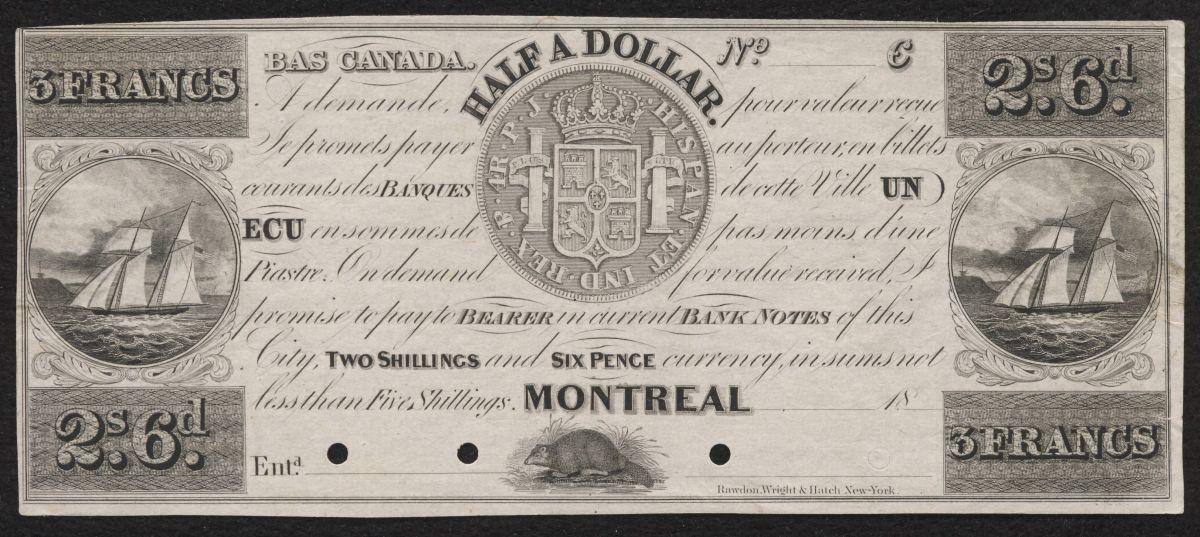 3 FRANCS BAS CANADA. HALF A DOLLAR. No. € 2s. 6d.
A demande, pour valeur reçue
Je promets payer au porteur, en billets
courants des BANQUES de cette Ville UN
ECU en sommes de pas moins d'une
Piastre. On demand for value received, I
promise to pay to BEARER in current BANK NOTES of this
City, TWO SHILLINGS and SIX PENCE currency, in sums not
less than Five Shillings. MONTREAL 18
2s. 6d. 3 FRANCS
Entd.
Rawdon, Wright & Hatch New-York.
HISPAN·ET IND·REX·P·1R·P·J·
PLUS